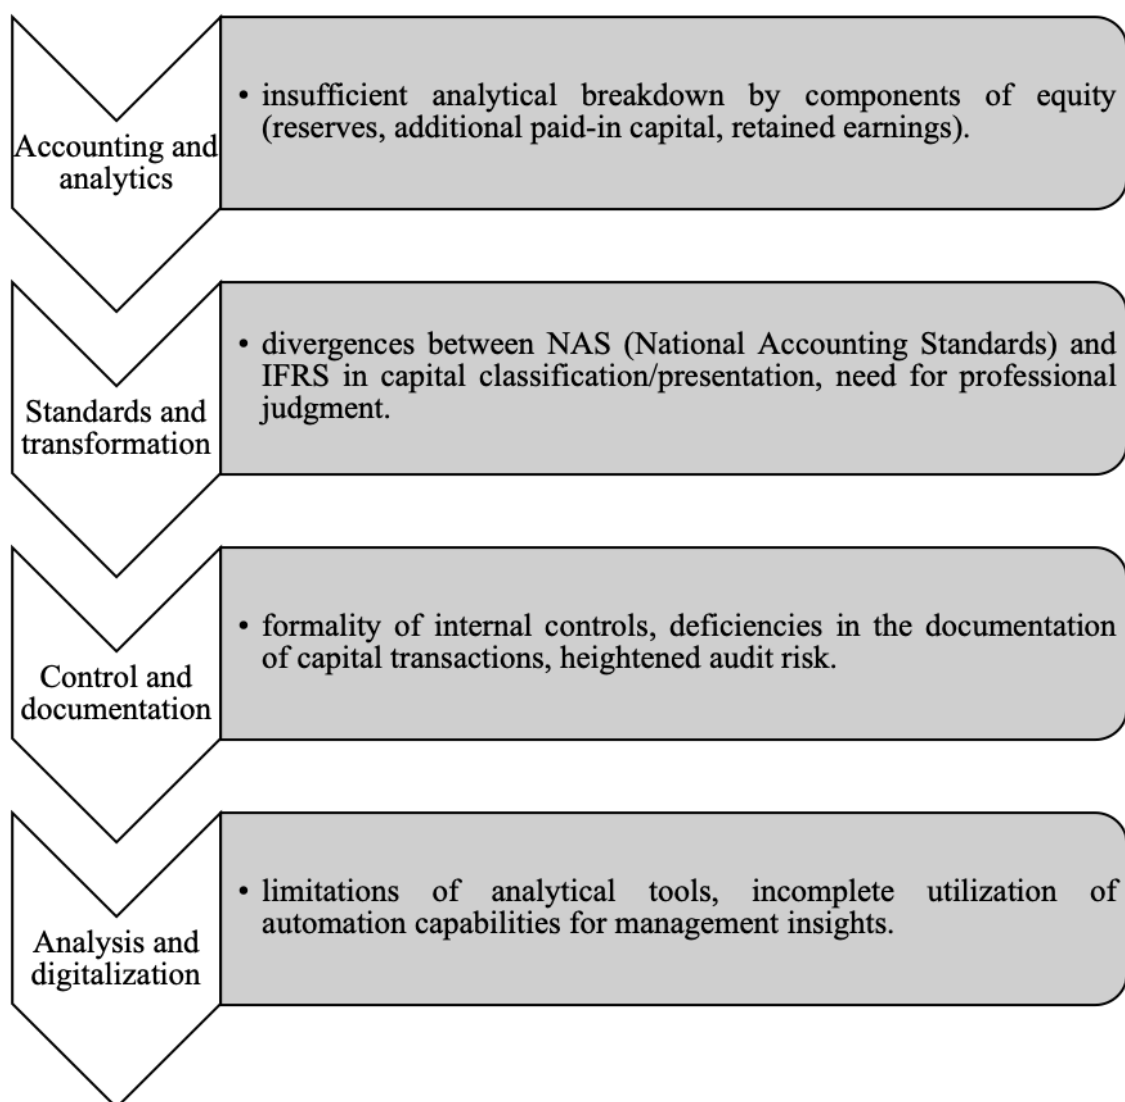 Accounting and
analytics
• insufficient analytical breakdown by components of equity
(reserves, additional paid-in capital, retained earnings).
Standards and
transformation
• divergences between NAS (National Accounting Standards) and
IFRS in capital classification/presentation, need for professional
judgment.
Control and
documentation
• formality of internal controls, deficiencies in the documentation
of capital transactions, heightened audit risk.
Analysis and
digitalization
• limitations of analytical tools, incomplete utilization of
automation capabilities for management insights.